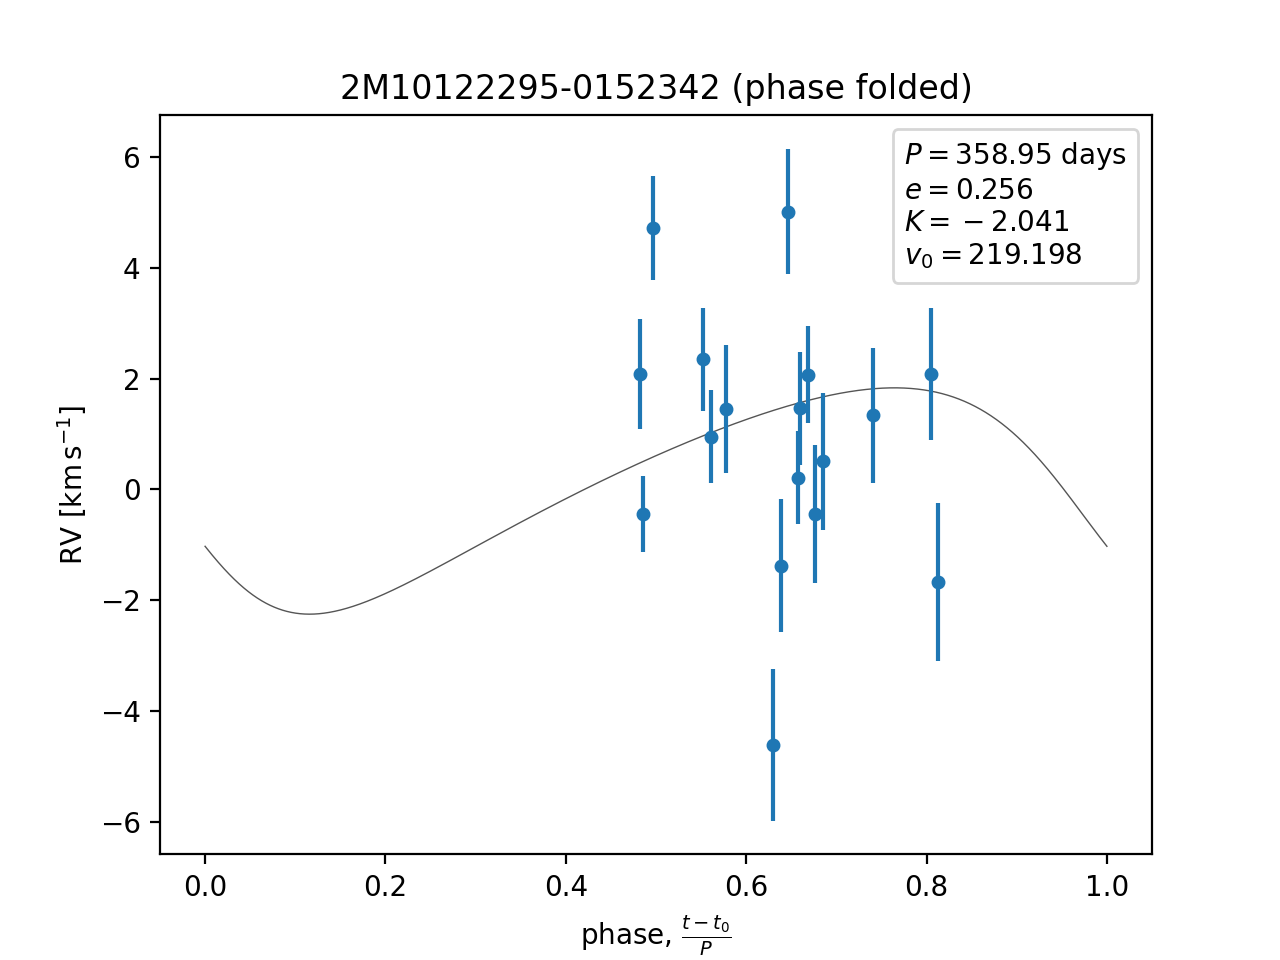 2M10122295-0152342 (phase folded)
P = 358.95 days
e = 0.256
K = −2.041
v₀ = 219.198
6
4
2
0
−2
−4
−6
RV [km s⁻¹]
0.0 0.2 0.4 0.6 0.8 1.0
phase, (t − t₀)/P